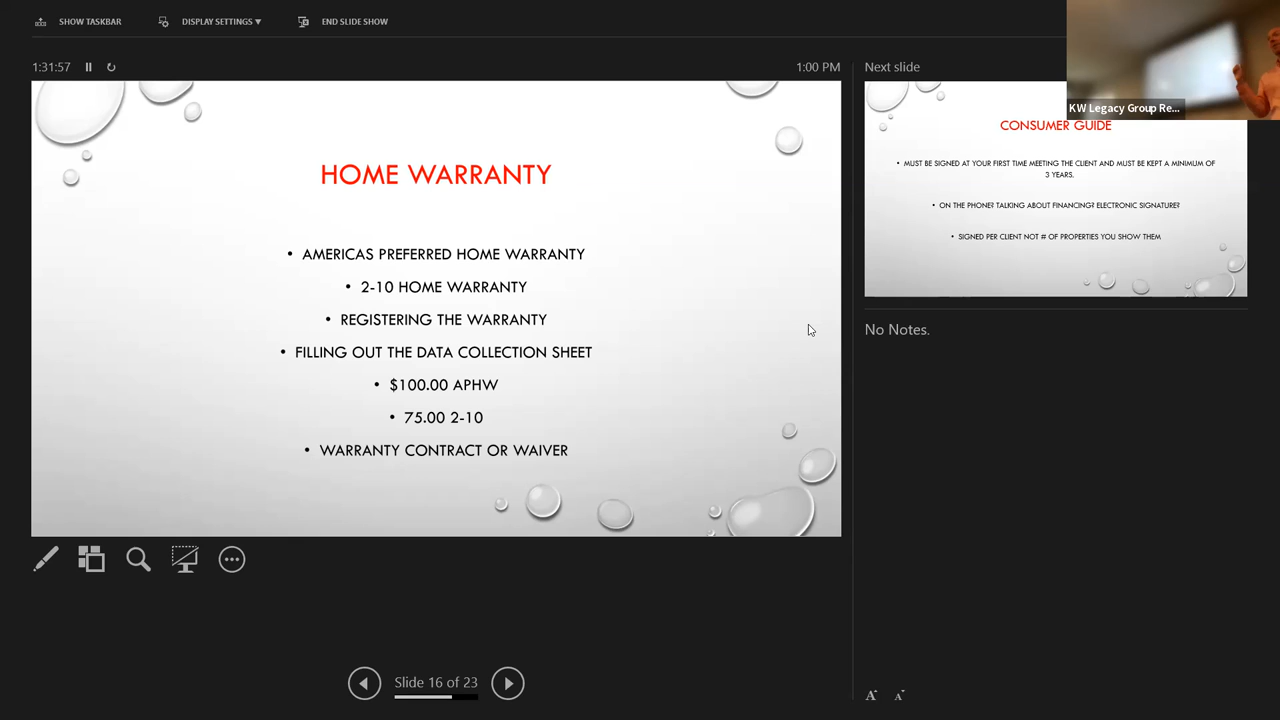 SHOW TASKBAR
DISPLAY SETTINGS ▼
END SLIDE SHOW
1:31:57
1:00 PM
Next slide
KW Legacy Group Re...
HOME WARRANTY
• AMERICAS PREFERRED HOME WARRANTY
• 2-10 HOME WARRANTY
• REGISTERING THE WARRANTY
• FILLING OUT THE DATA COLLECTION SHEET
• $100.00 APHW
• 75.00 2-10
• WARRANTY CONTRACT OR WAIVER
CONSUMER GUIDE
• MUST BE SIGNED AT YOUR FIRST TIME MEETING THE CLIENT AND MUST BE KEPT A MINIMUM OF
3 YEARS.
• ON THE PHONE? TALKING ABOUT FINANCING? ELECTRONIC SIGNATURE?
• SIGNED PER CLIENT NOT # OF PROPERTIES YOU SHOW THEM
No Notes.
Slide 16 of 23
A A